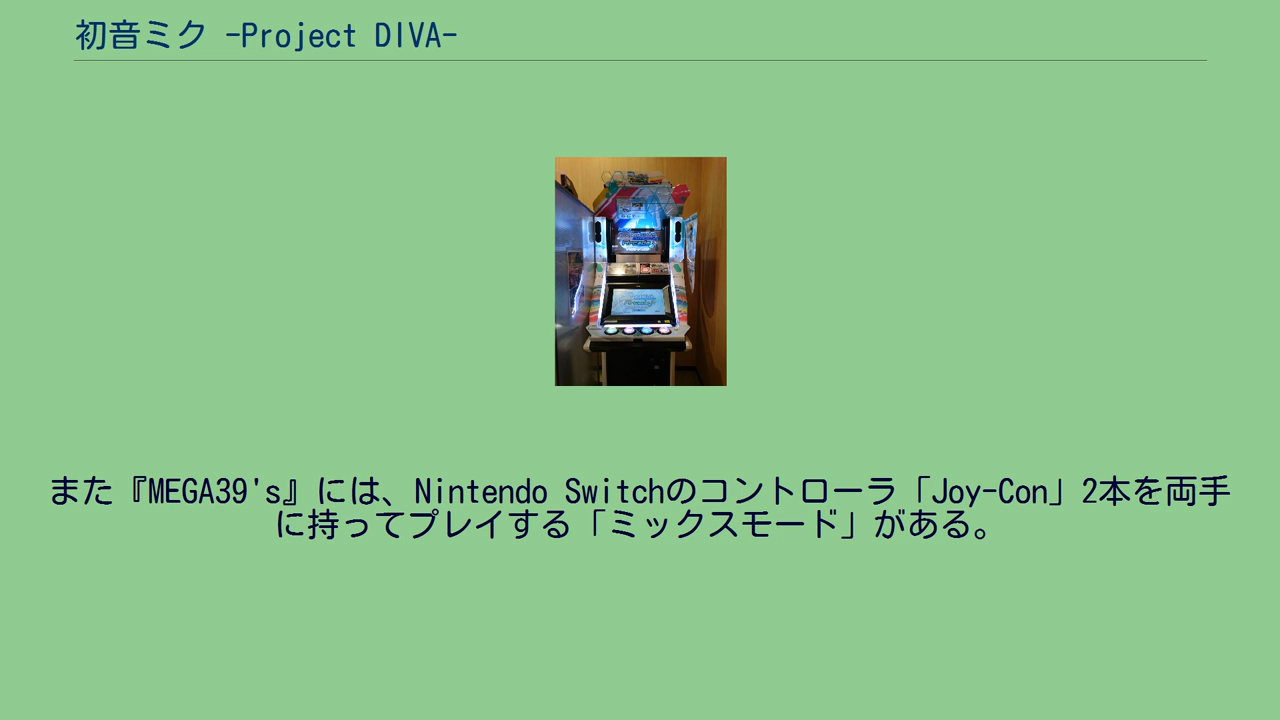 初音ミク -Project DIVA-
また『MEGA39's』には、Nintendo Switchのコントローラ「Joy-Con」2本を両手
に持ってプレイする「ミックスモード」がある。